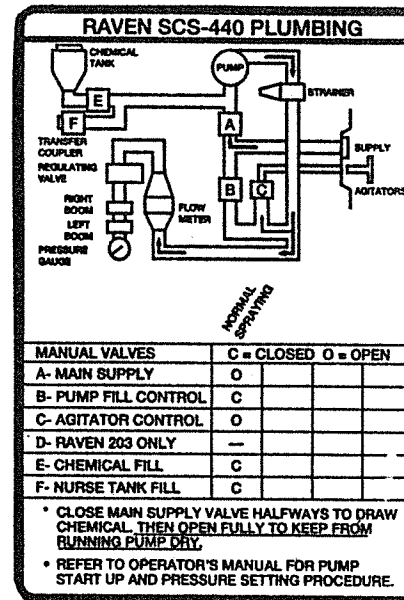 RAVEN SCS-440 PLUMBING
CHEMICAL
TANK
PUMP
STRAINER
E
F
A
TRANSFER
COUPLER
SUPPLY
REGULATING
VALVE
AGITATORS
B
C
RIGHT
BOOM
FLOW
METER
LEFT
BOOM
PRESSURE
GAUGE
NORMAL
SPRAYING
MANUAL VALVES C = CLOSED O = OPEN
A- MAIN SUPPLY O
B- PUMP FILL CONTROL C
C- AGITATOR CONTROL O
D- RAVEN 203 ONLY —
E- CHEMICAL FILL C
F- NURSE TANK FILL C
* CLOSE MAIN SUPPLY VALVE HALFWAYS TO DRAW
CHEMICAL, THEN OPEN FULLY TO KEEP FROM
RUNNING PUMP DRY.
• REFER TO OPERATOR'S MANUAL FOR PUMP
START UP AND PRESSURE SETTING PROCEDURE.